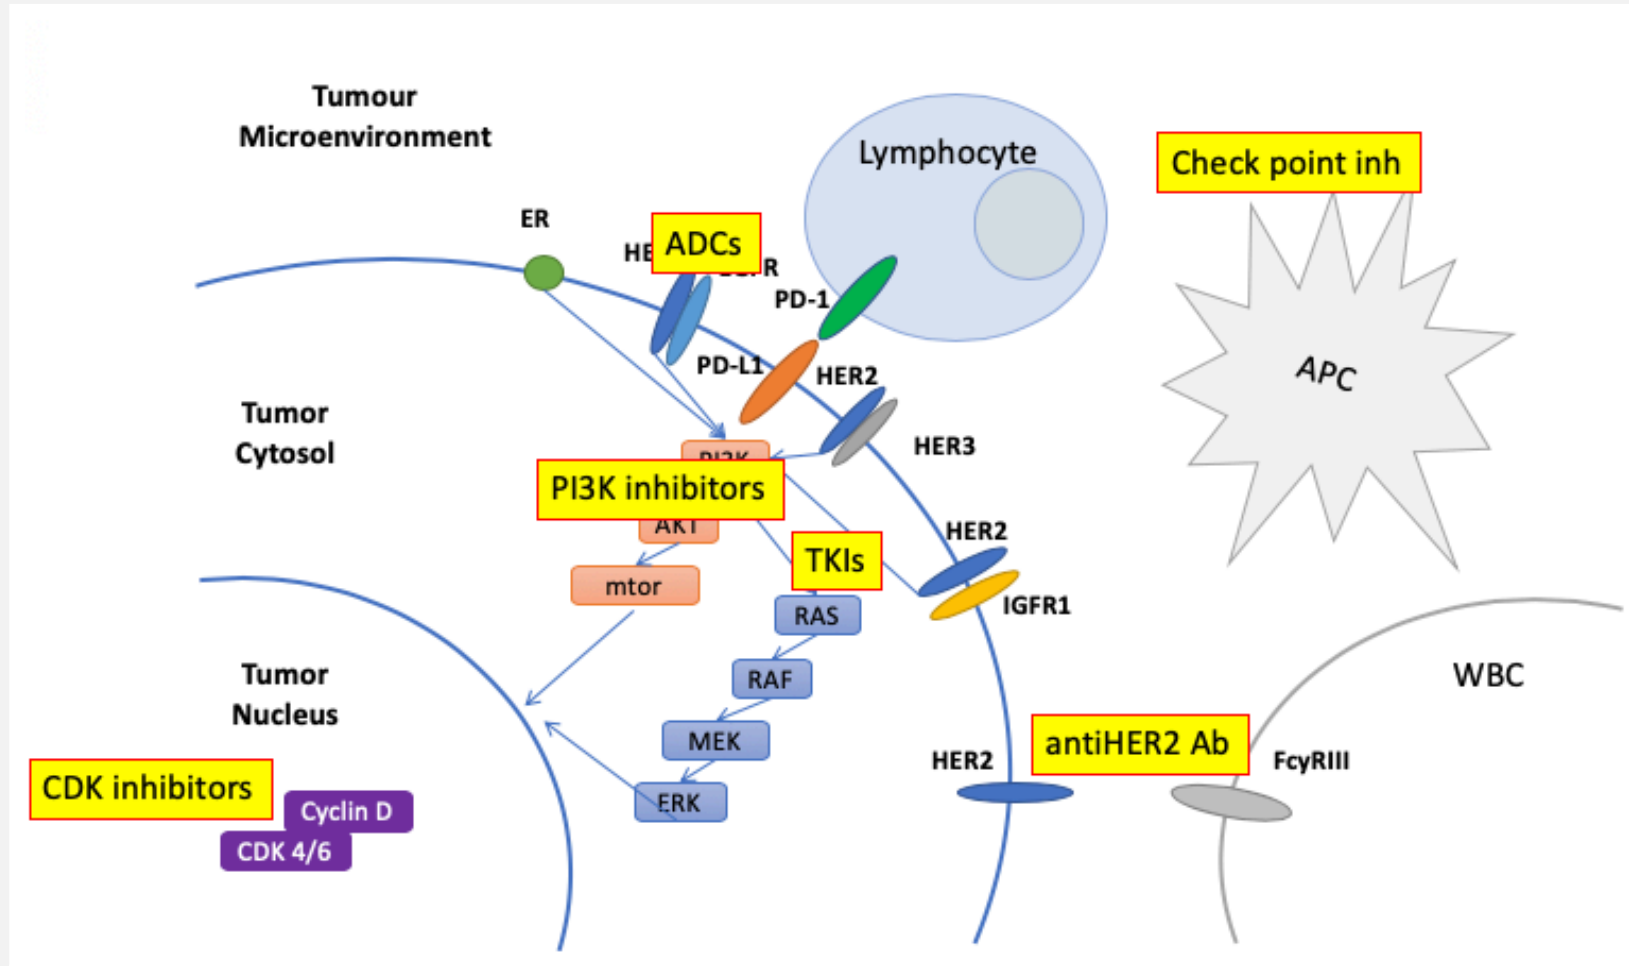 Tumour
Microenvironment
Lymphocyte
Check point inh
ER
ADCs
PD-1
PD-L1
HER2
APC
HER3
Tumor
Cytosol
PI3K
PI3K inhibitors
AKT
HER2
TKIs
mtor
IGFR1
RAS
RAF
Tumor
Nucleus
WBC
MEK
antiHER2 Ab
HER2
FcyRIII
CDK inhibitors
ERK
Cyclin D
CDK 4/6